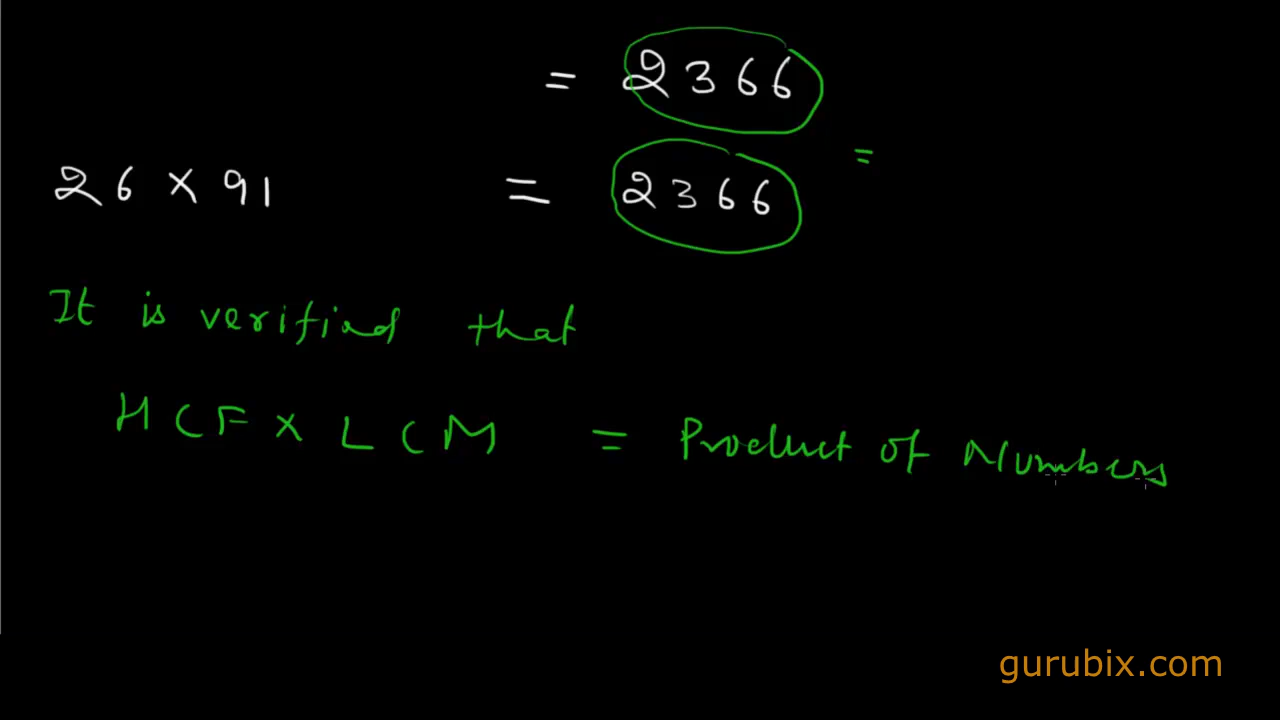 = 2366
=
26 × 91 = 2366
It is verified that
HCF × LCM = Product of Numbers
gurubix.com